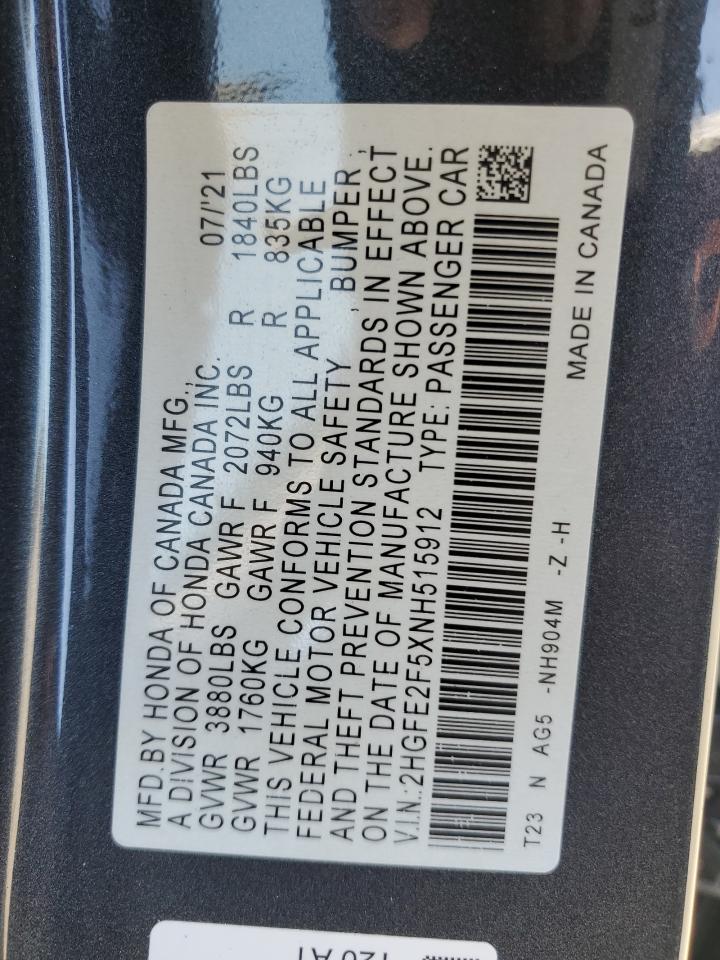 MFD.BY HONDA OF CANADA MFG., 07/'21
A DIVISION OF HONDA CANADA INC.
GVWR 3880LBS GAWR F 2072LBS R 1840LBS
GVWR 1760KG GAWR F 940KG R 835KG
THIS VEHICLE CONFORMS TO ALL APPLICABLE
FEDERAL MOTOR VEHICLE SAFETY , BUMPER ,
AND THEFT PREVENTION STANDARDS IN EFFECT
ON THE DATE OF MANUFACTURE SHOWN ABOVE.
V.I.N.:2HGFE2F5XNH515912 TYPE: PASSENGER CAR
T23 N AG5 -NH904M -Z -H MADE IN CANADA